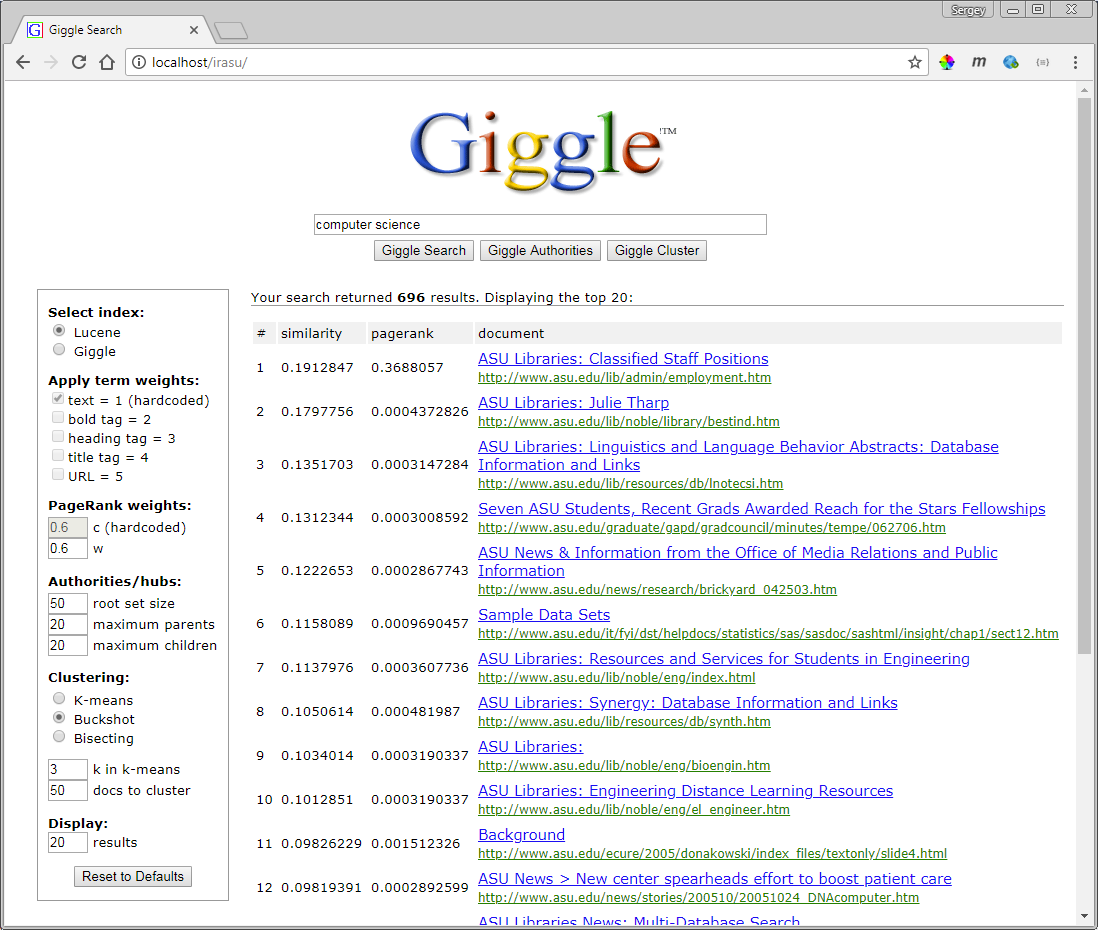 Sergey
Giggle Search
localhost/irasu/
Giggle™
computer science
Giggle Search Giggle Authorities Giggle Cluster
Select index:
Lucene
Giggle
Apply term weights:
text = 1 (hardcoded)
bold tag = 2
heading tag = 3
title tag = 4
URL = 5
PageRank weights:
0.6 c (hardcoded)
0.6 w
Authorities/hubs:
50 root set size
20 maximum parents
20 maximum children
Clustering:
K-means
Buckshot
Bisecting
3 k in k-means
50 docs to cluster
Display:
20 results
Reset to Defaults
Your search returned 696 results. Displaying the top 20:
# similarity pagerank document
1 0.1912847 0.3688057 ASU Libraries: Classified Staff Positions
http://www.asu.edu/lib/admin/employment.htm
2 0.1797756 0.0004372826 ASU Libraries: Julie Tharp
http://www.asu.edu/lib/noble/library/bestind.htm
3 0.1351703 0.0003147284 ASU Libraries: Linguistics and Language Behavior Abstracts: Database
Information and Links
http://www.asu.edu/lib/resources/db/lnotecsi.htm
4 0.1312344 0.0003008592 Seven ASU Students, Recent Grads Awarded Reach for the Stars Fellowships
http://www.asu.edu/graduate/gapd/gradcouncil/minutes/tempe/062706.htm
5 0.1222653 0.0002867743 ASU News & Information from the Office of Media Relations and Public
Information
http://www.asu.edu/news/research/brickyard_042503.htm
6 0.1158089 0.0009690457 Sample Data Sets
http://www.asu.edu/it/fyi/dst/helpdocs/statistics/sas/sasdoc/sashtml/insight/chap1/sect12.htm
7 0.1137976 0.0003607736 ASU Libraries: Resources and Services for Students in Engineering
http://www.asu.edu/lib/noble/eng/index.html
8 0.1050614 0.000481987 ASU Libraries: Synergy: Database Information and Links
http://www.asu.edu/lib/resources/db/synth.htm
9 0.1034014 0.0003190337 ASU Libraries:
http://www.asu.edu/lib/noble/eng/bioengin.htm
10 0.1012851 0.0003190337 ASU Libraries: Engineering Distance Learning Resources
http://www.asu.edu/lib/noble/eng/el_engineer.htm
11 0.09826229 0.001512326 Background
http://www.asu.edu/ecure/2005/donakowski/index_files/textonly/slide4.html
12 0.09819391 0.0002892599 ASU News > New center spearheads effort to boost patient care
http://www.asu.edu/news/stories/200510/20051024_DNAcomputer.htm
ASU Libraries News: Multi-Database Search